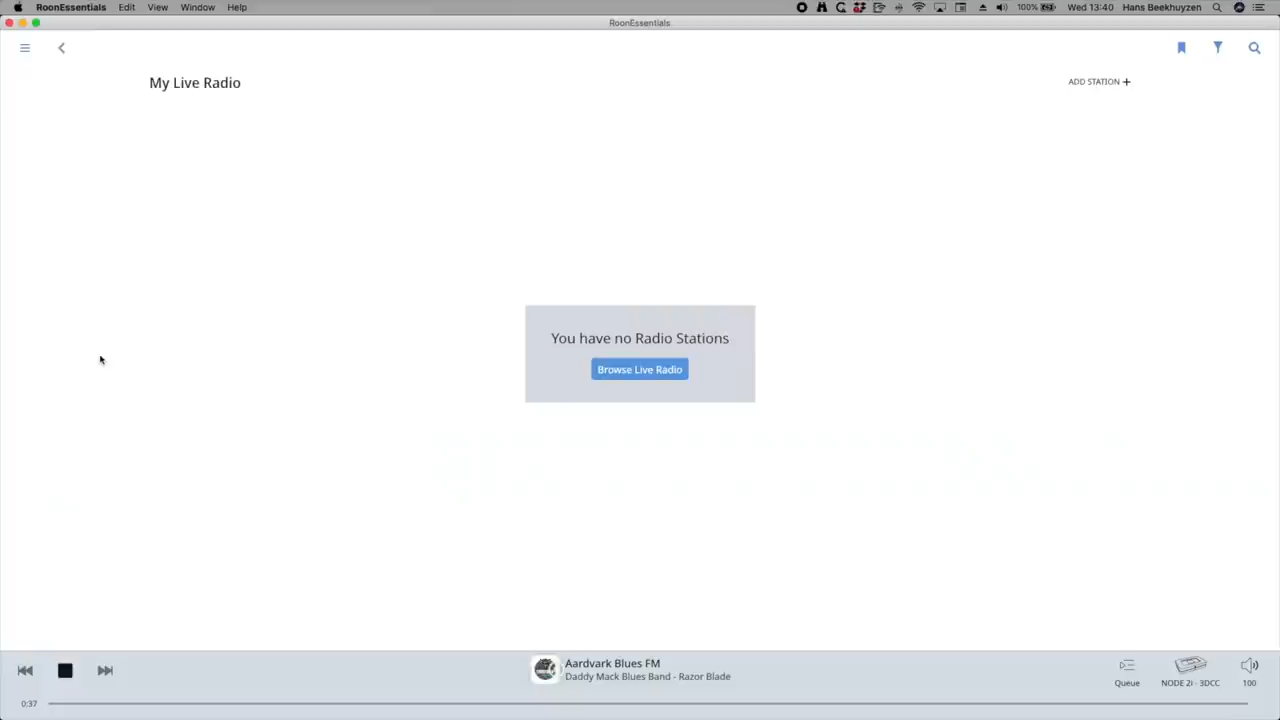 RoonEssentials Edit View Window Help 100% Wed 13:40 Hans Beekhuyzen
RoonEssentials
My Live Radio
ADD STATION +
You have no Radio Stations
Browse Live Radio
Aardvark Blues FM
Daddy Mack Blues Band - Razor Blade
Queue
NODE 2i - 3DCC
100
0:37